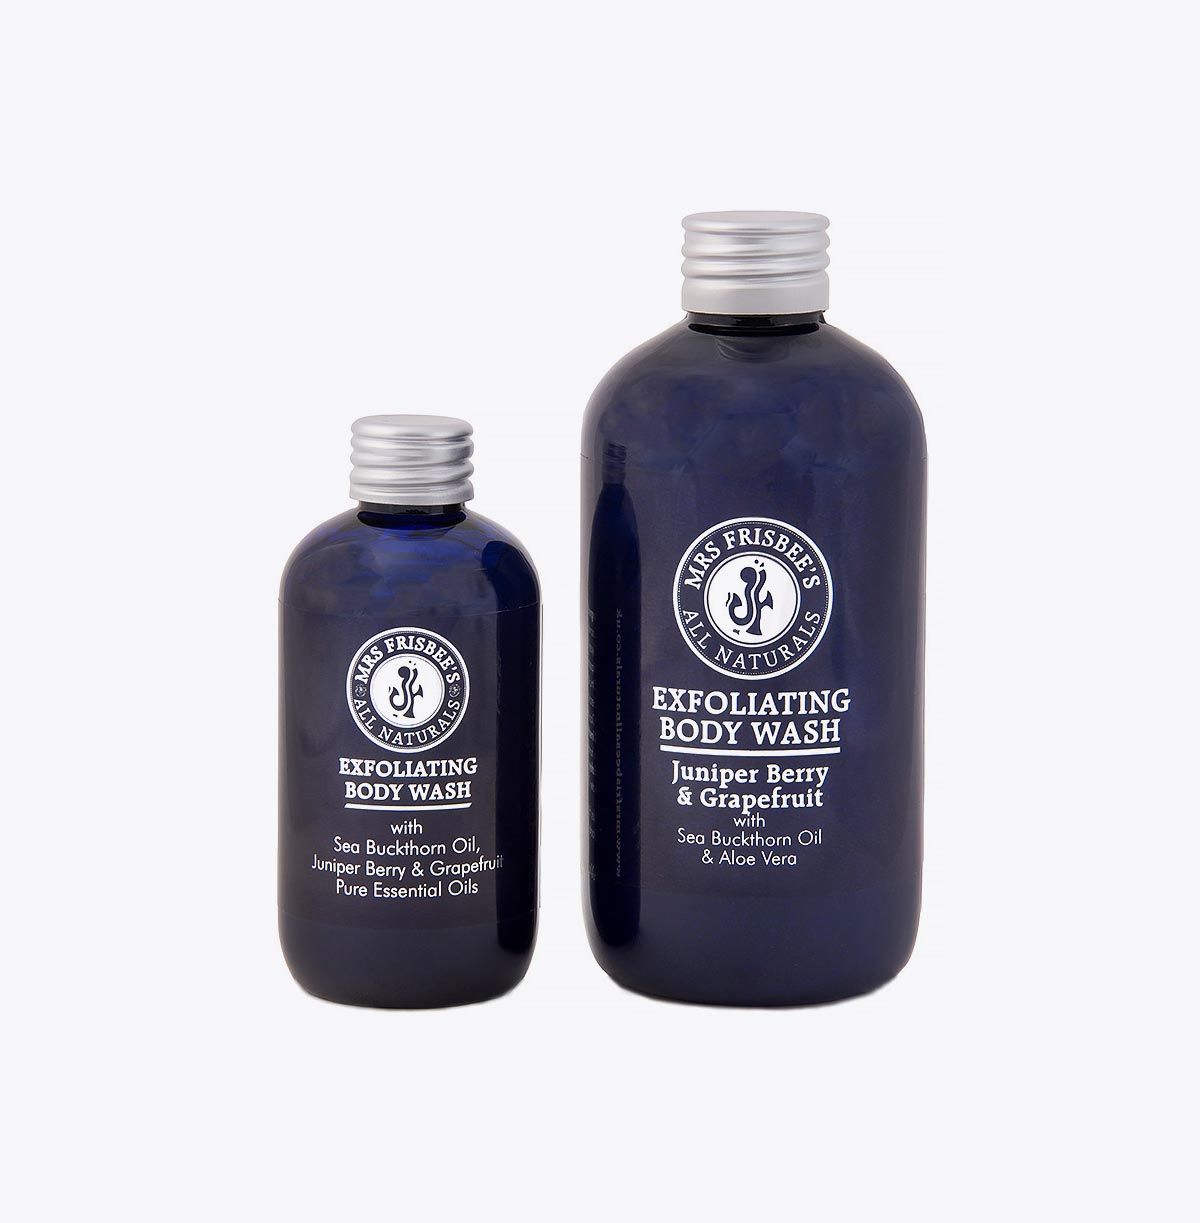 MRS FRISBEE'S
ALL NATURALS
EXFOLIATING
BODY WASH
with
Sea Buckthorn Oil,
Juniper Berry & Grapefruit
Pure Essential Oils
MRS FRISBEE'S
ALL NATURALS
EXFOLIATING
BODY WASH
Juniper Berry
& Grapefruit
with
Sea Buckthorn Oil
& Aloe Vera